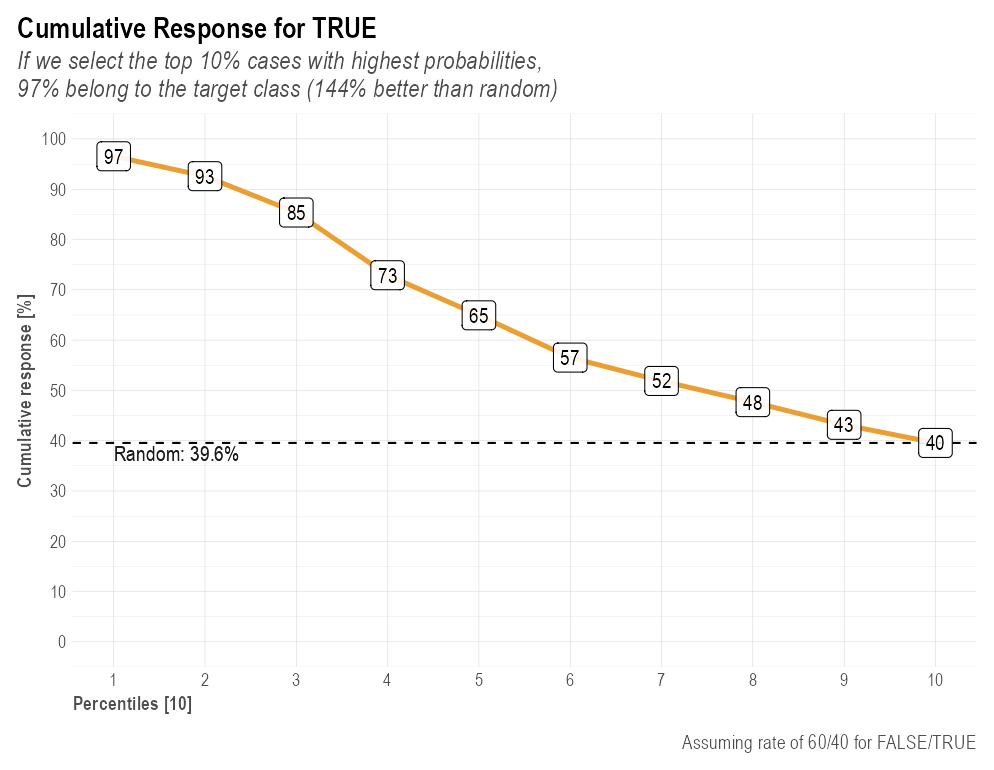 Cumulative Response for TRUE
If we select the top 10% cases with highest probabilities,
97% belong to the target class (144% better than random)
Cumulative response [%]
100
90
80
70
60
50
40
30
20
10
0
97
93
85
73
65
57
52
48
43
40
Random: 39.6%
1 2 3 4 5 6 7 8 9 10
Percentiles [10]
Assuming rate of 60/40 for FALSE/TRUE